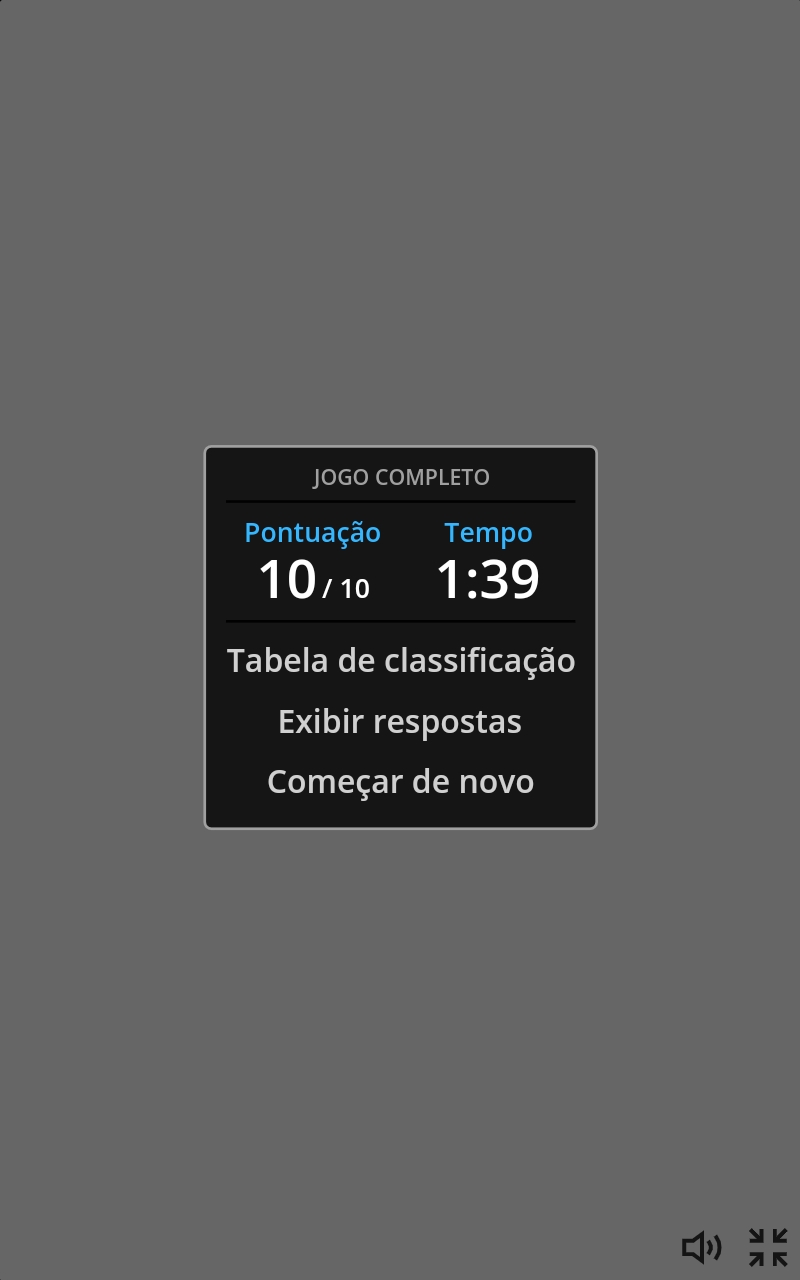 JOGO COMPLETO
Pontuação Tempo
10 / 10 1:39
Tabela de classificação
Exibir respostas
Começar de novo